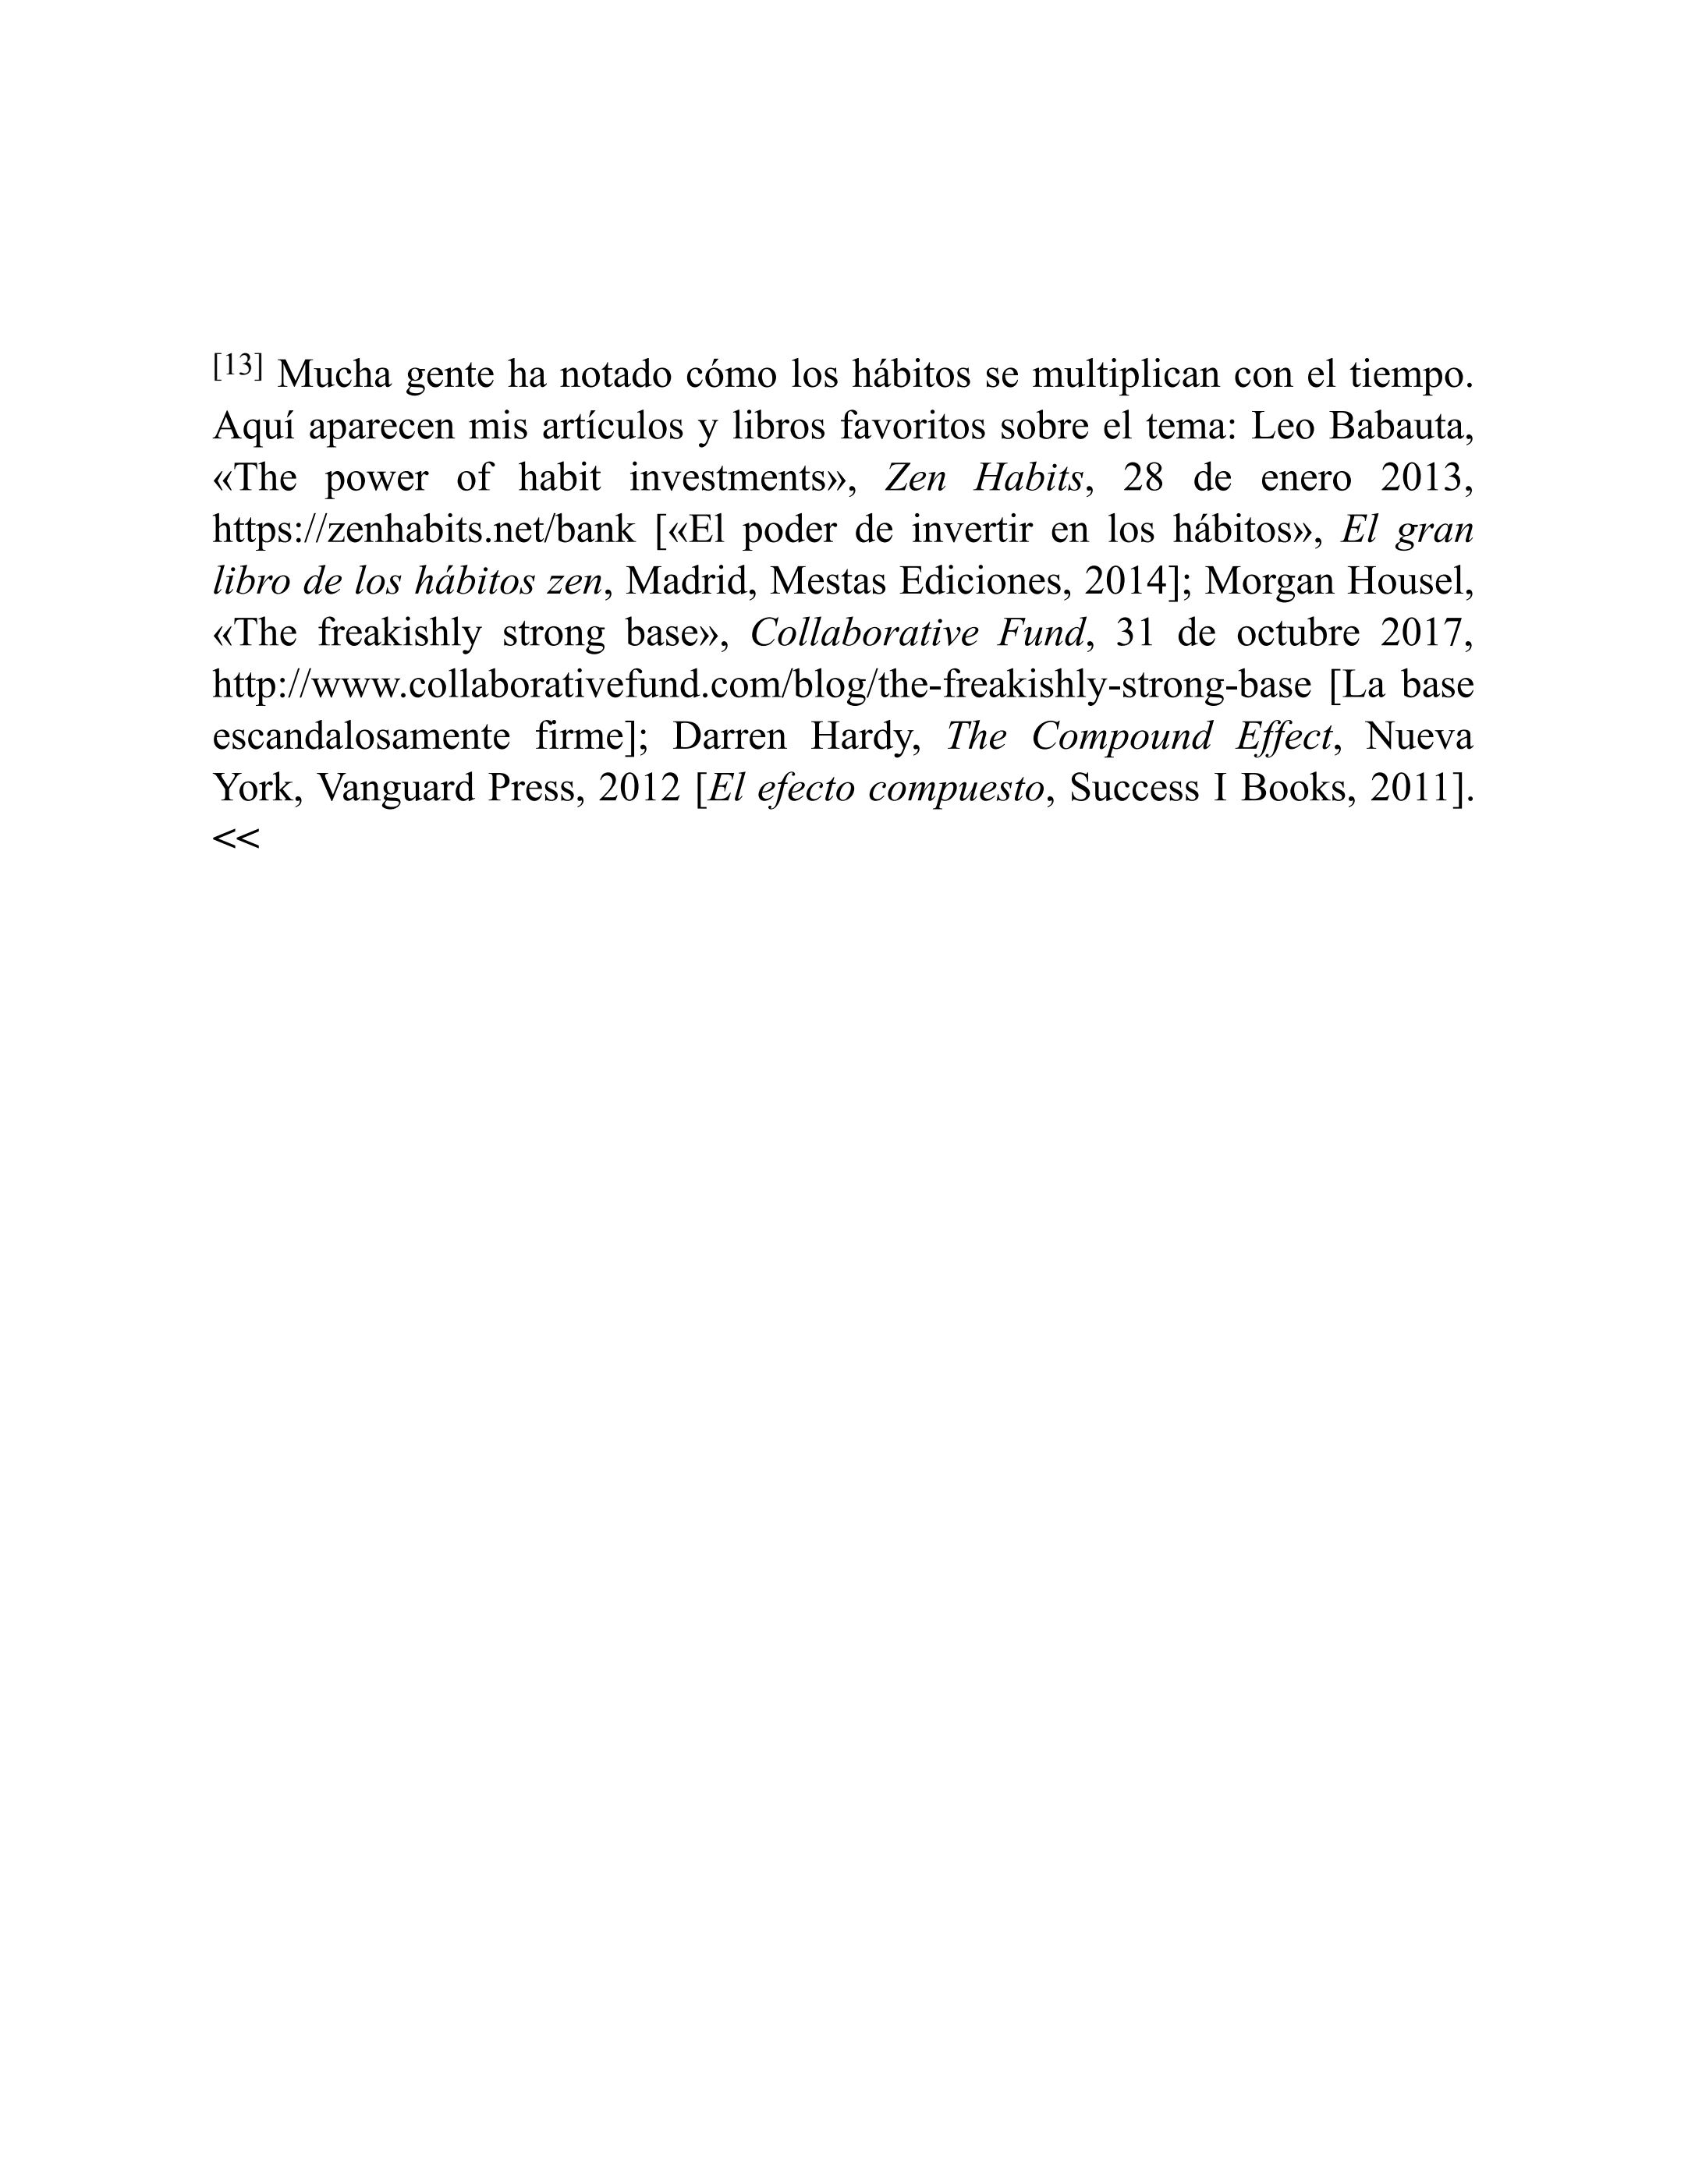 [13] Mucha gente ha notado cómo los hábitos se multiplican con el tiempo.
Aquí aparecen mis artículos y libros favoritos sobre el tema: Leo Babauta,
«The power of habit investments», Zen Habits, 28 de enero 2013,
https://zenhabits.net/bank [«El poder de invertir en los hábitos», El gran
libro de los hábitos zen, Madrid, Mestas Ediciones, 2014]; Morgan Housel,
«The freakishly strong base», Collaborative Fund, 31 de octubre 2017,
http://www.collaborativefund.com/blog/the-freakishly-strong-base [La base
escandalosamente firme]; Darren Hardy, The Compound Effect, Nueva
York, Vanguard Press, 2012 [El efecto compuesto, Success I Books, 2011].
<<